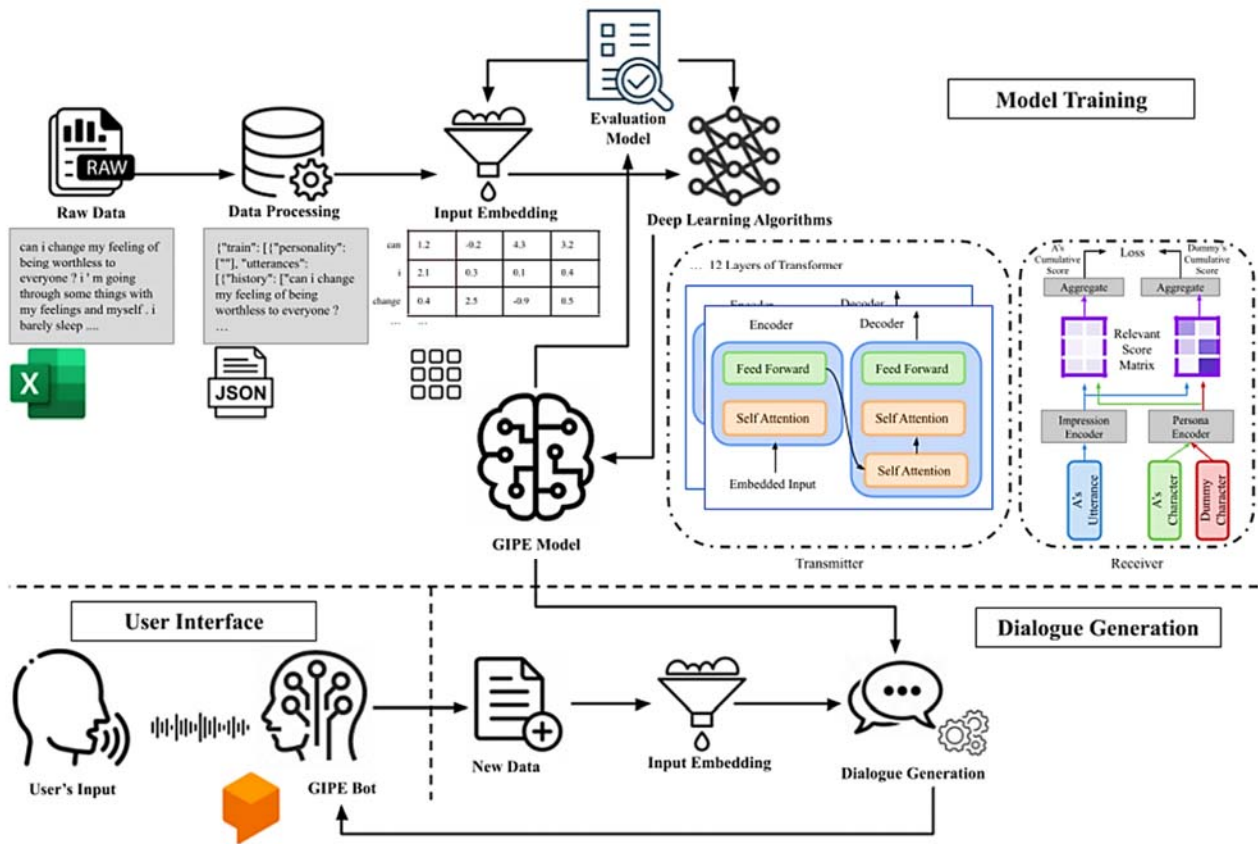 Model Training
Evaluation
Model
RAW
Raw Data
Data Processing
Input Embedding
Deep Learning Algorithms
can i change my feeling of
being worthless to
everyone ? i ' m going
through some things with
my feelings and myself . i
barely sleep ....
X
{"train": [{"personality":
[""], "utterances":
[{"history": ["can i change
my feeling of being
worthless to everyone ?
…
JSON
can 1.2 -0.2 4.3 3.2
i 2.1 0.3 0.1 0.4
change 0.4 2.5 -0.9 0.5
... ...
GIPE Model
... 12 Layers of Transformer
Encoder Decoder
Encoder
Decoder
Feed Forward
Feed Forward
Self Attention
Self Attention
Self Attention
Embedded Input
Transmitter
A's
Cumulative
Score
Loss
Dummy's
Cumulative
Score
Aggregate
Aggregate
Relevant
Score
Matrix
Impression
Encoder
Persona
Encoder
A's
Utterance
A's
Character
Dummy
Character
Receiver
User Interface
Dialogue Generation
User's Input
GIPE Bot
New Data
Input Embedding
Dialogue Generation